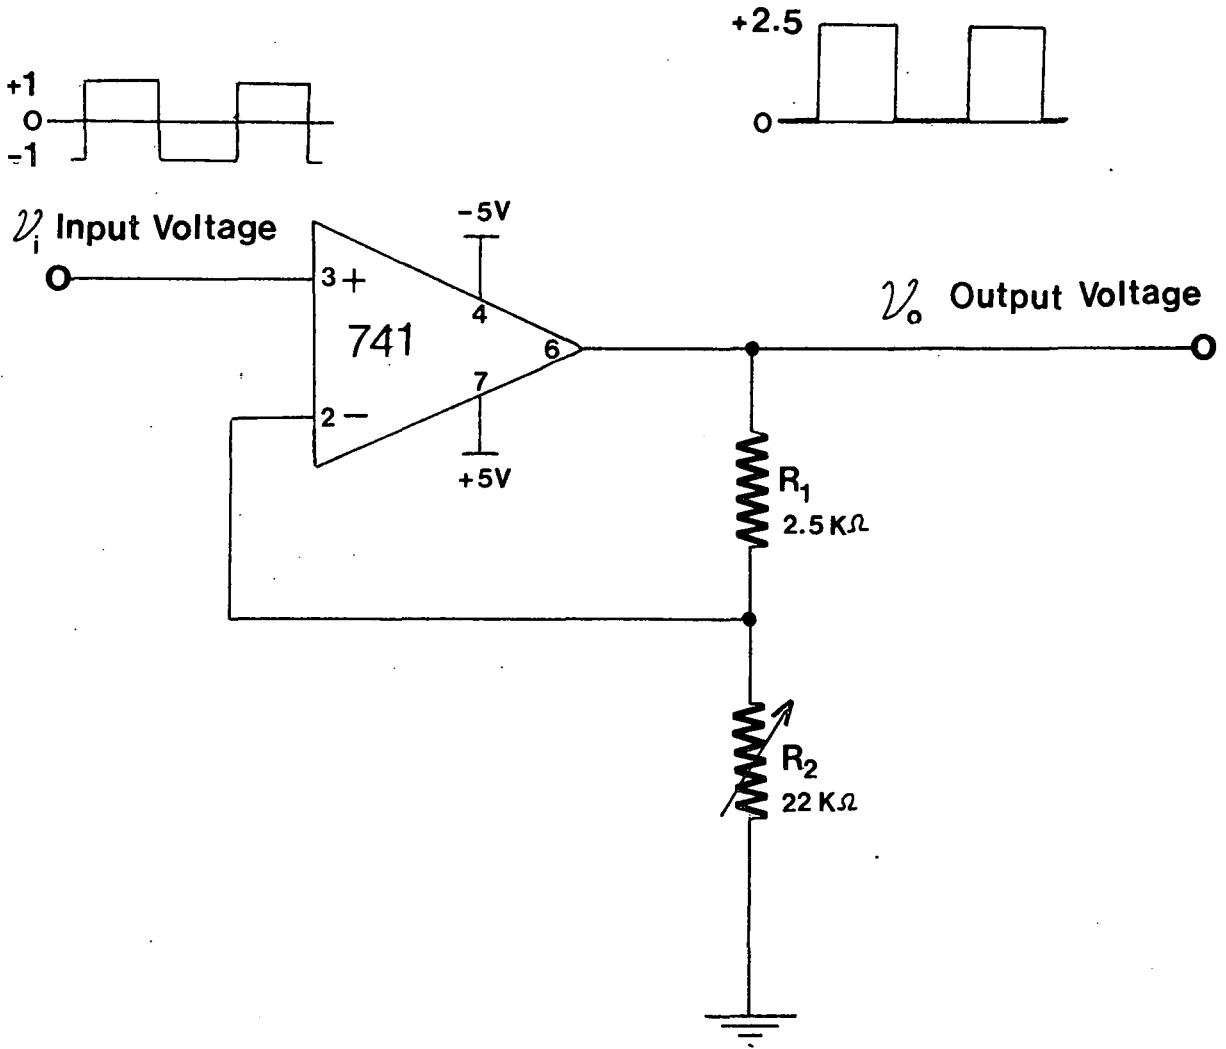 +2.5
0
+1
0
-1
𝒱i Input Voltage
-5V
3+
4
741
6
7
2−
+5V
𝒱o Output Voltage
R1
2.5 KΩ
R2
22 KΩ